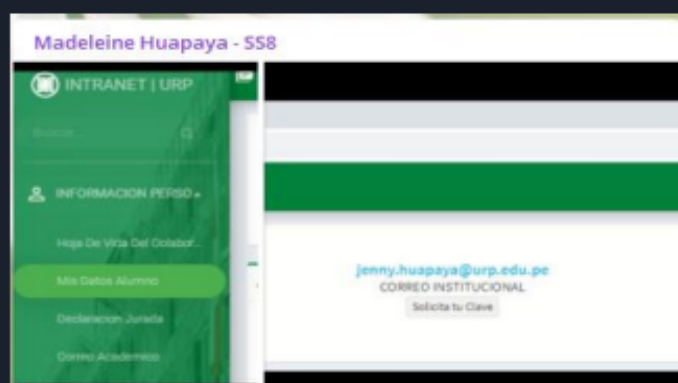 Madeleine Huapaya - SS8
INTRANET | URP
Buscar...
INFORMACION PERSO
Hoja De Vida Del Colabor...
Mis Datos Alumno
Declaracion Jurada
Correo Academico
jenny.huapaya@urp.edu.pe
CORREO INSTITUCIONAL
Solicita tu Clave